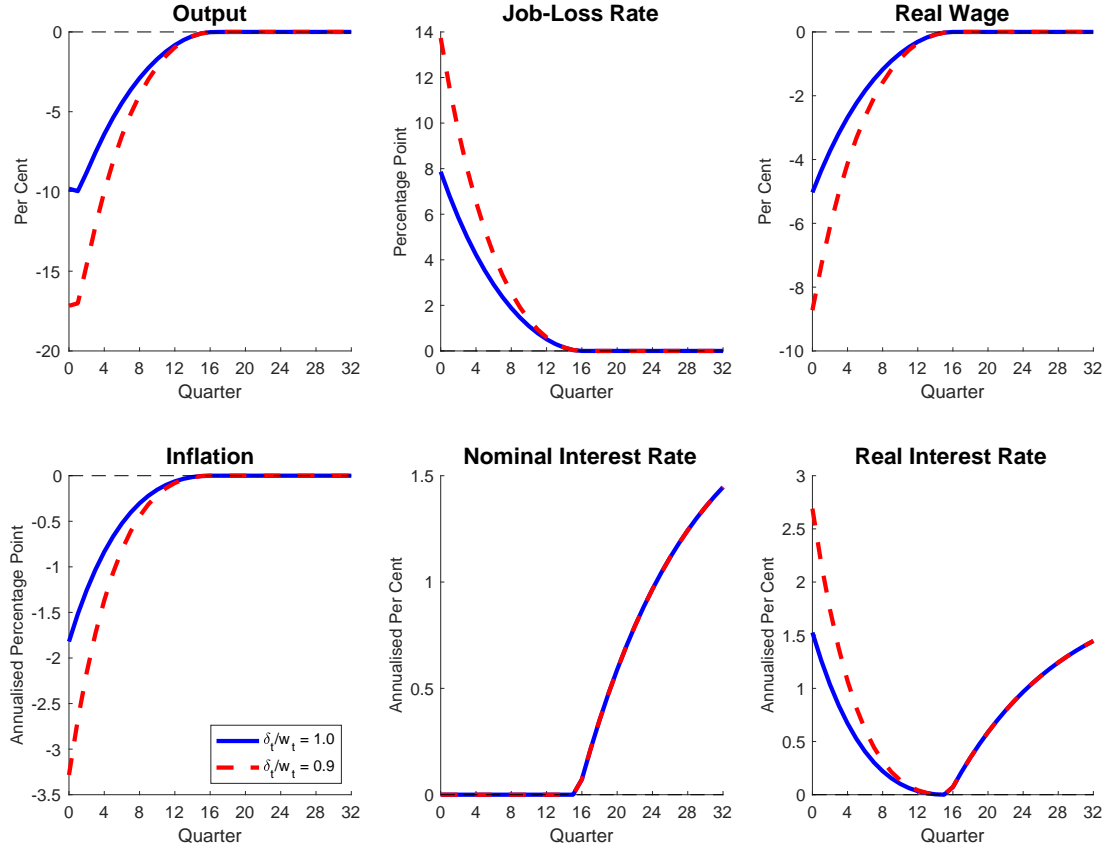 Output
Job-Loss Rate
Real Wage
Per Cent
0
-5
-10
-15
-20
0 4 8 12 16 20 24 28 32
Quarter
Percentage Point
14
12
10
8
6
4
2
0
0 4 8 12 16 20 24 28 32
Quarter
Per Cent
0
-2
-4
-6
-8
-10
0 4 8 12 16 20 24 28 32
Quarter
Inflation
Nominal Interest Rate
Real Interest Rate
Annualised Percentage Point
0
-0.5
-1
-1.5
-2
-2.5
-3
-3.5
δt/wt = 1.0
δt/wt = 0.9
0 4 8 12 16 20 24 28 32
Quarter
Annualised Per Cent
1.5
1
0.5
0
0 4 8 12 16 20 24 28 32
Quarter
Annualised Per Cent
3
2.5
2
1.5
1
0.5
0
0 4 8 12 16 20 24 28 32
Quarter